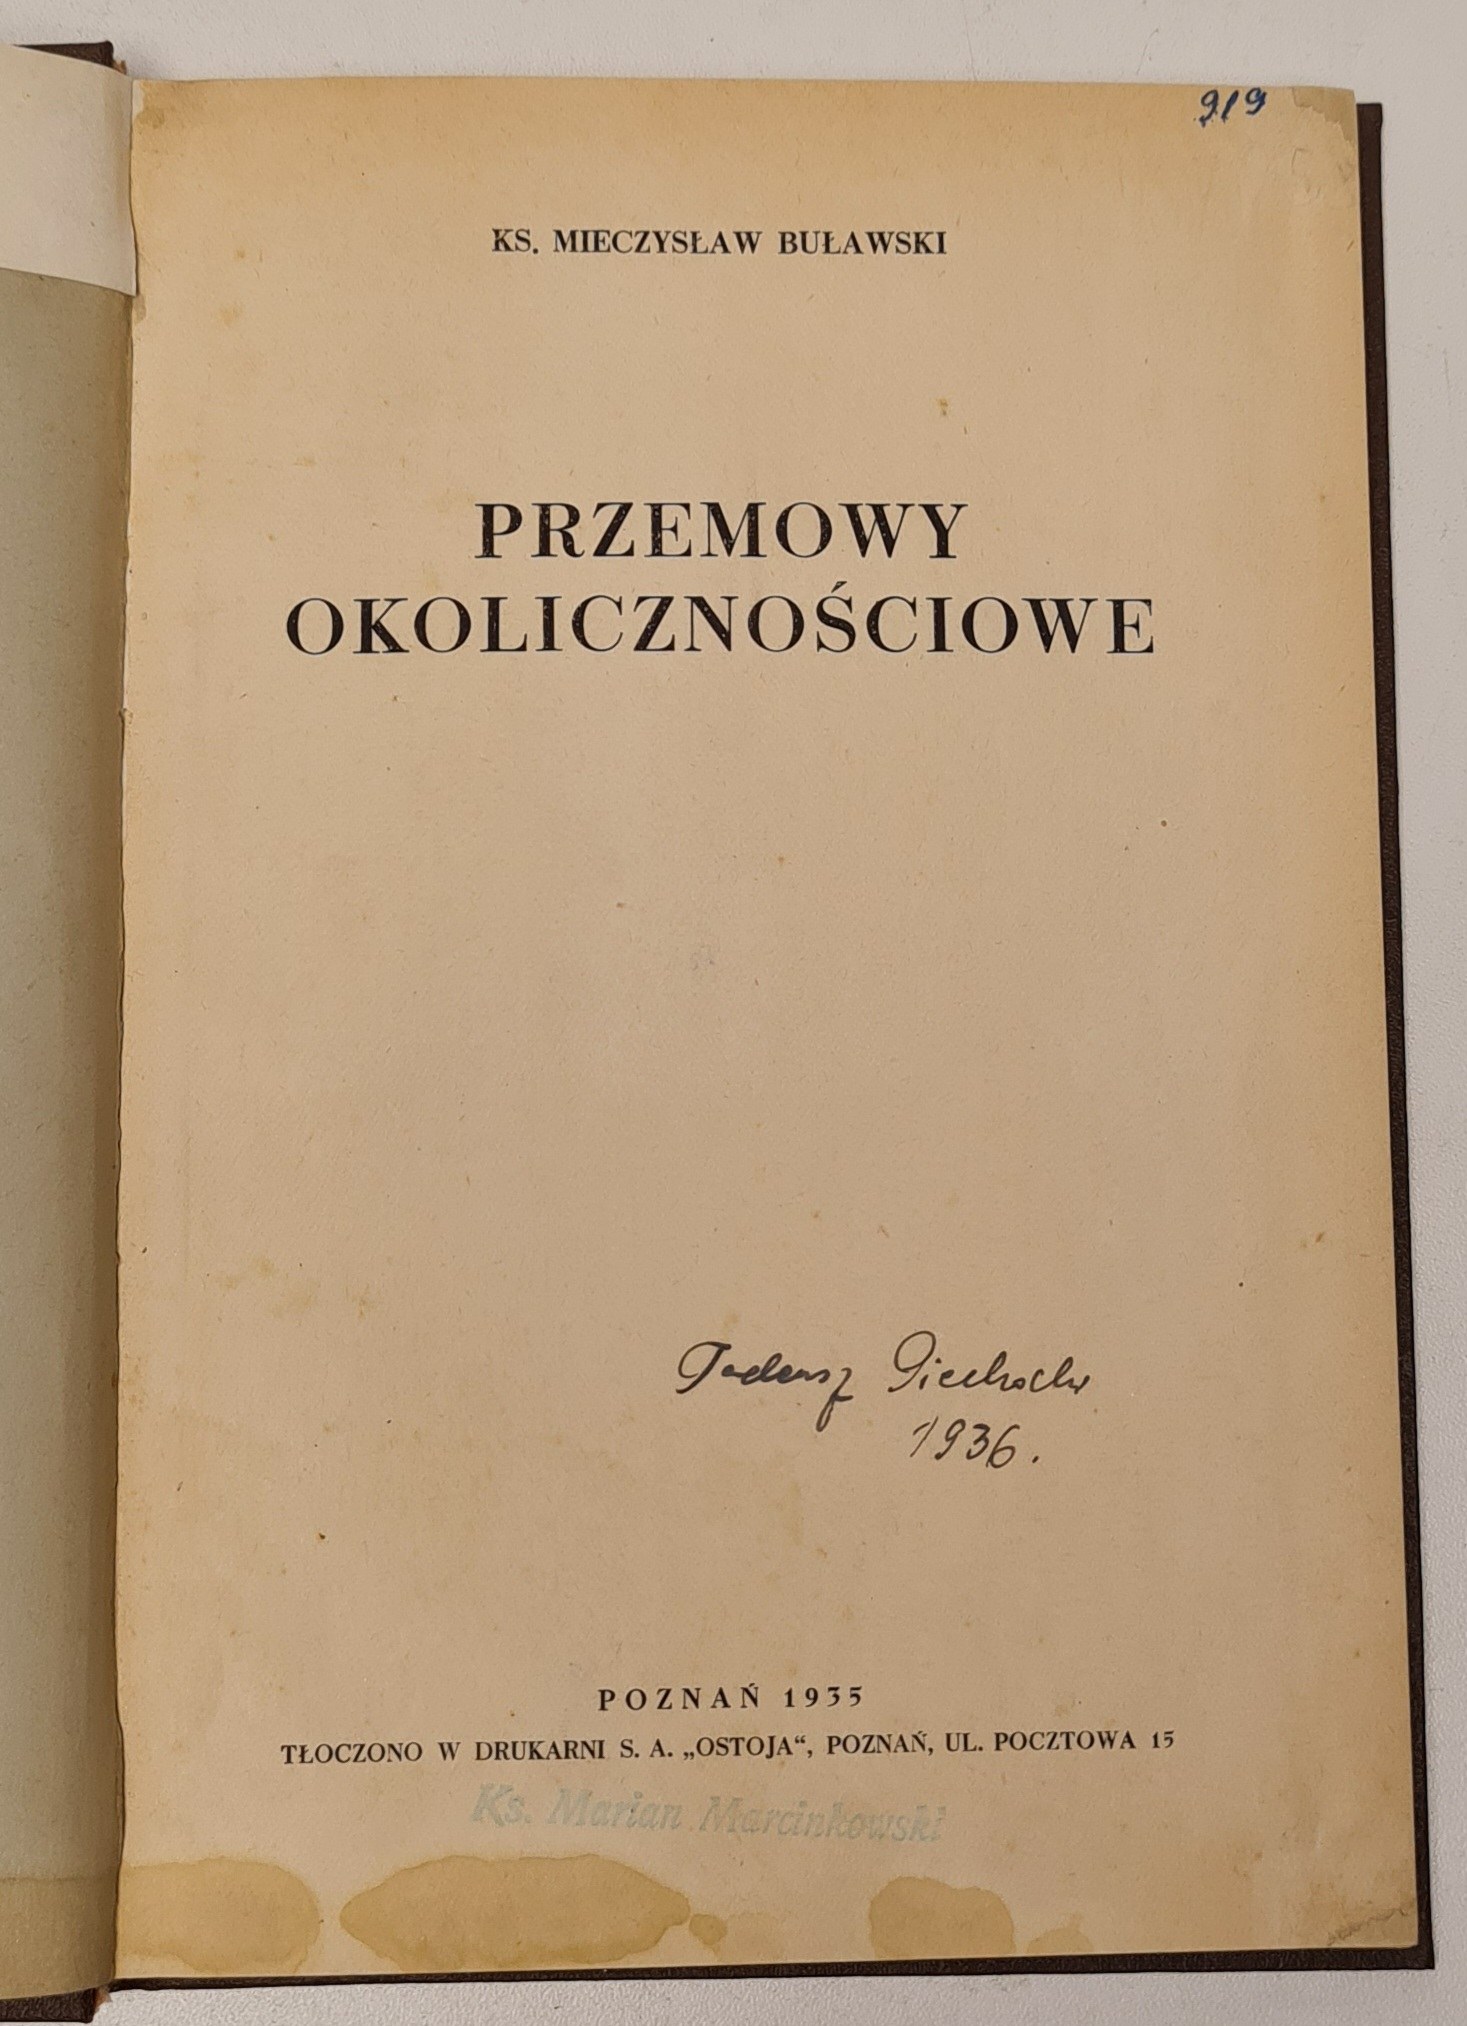 919
KS. MIECZYSŁAW BUŁAWSKI
PRZEMOWY
OKOLICZNOŚCIOWE
Tadeusz
1936.
POZNAŃ 1935
TŁOCZONO W DRUKARNI S. A. „OSTOJA“, POZNAŃ, UL. POCZTOWA 15
Ks. Marian Marcinkowski